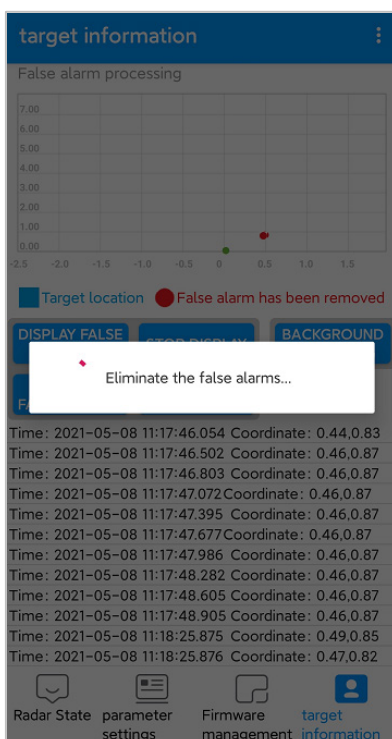 target information
False alarm processing
7.00
6.00
5.00
4.00
3.00
2.00
1.00
0.00
-2.5 -2.0 -1.5 -1.0 -0.5 0 0.5 1.0 1.5
Target location False alarm has been removed
DISPLAY FALSE STOP DISPLAY BACKGROUND
Eliminate the false alarms...
Time: 2021-05-08 11:17:46.054 Coordinate: 0.44,0.83
Time: 2021-05-08 11:17:46.502 Coordinate: 0.46,0.87
Time: 2021-05-08 11:17:46.803 Coordinate: 0.46,0.87
Time: 2021-05-08 11:17:47.072 Coordinate: 0.46,0.87
Time: 2021-05-08 11:17:47.395 Coordinate: 0.46,0.87
Time: 2021-05-08 11:17:47.677 Coordinate: 0.46,0.87
Time: 2021-05-08 11:17:47.986 Coordinate: 0.46,0.87
Time: 2021-05-08 11:17:48.282 Coordinate: 0.46,0.87
Time: 2021-05-08 11:17:48.605 Coordinate: 0.46,0.87
Time: 2021-05-08 11:17:48.905 Coordinate: 0.46,0.87
Time: 2021-05-08 11:18:25.875 Coordinate: 0.49,0.85
Time: 2021-05-08 11:18:25.876 Coordinate: 0.47,0.82
Radar State parameter Firmware target
settings management information